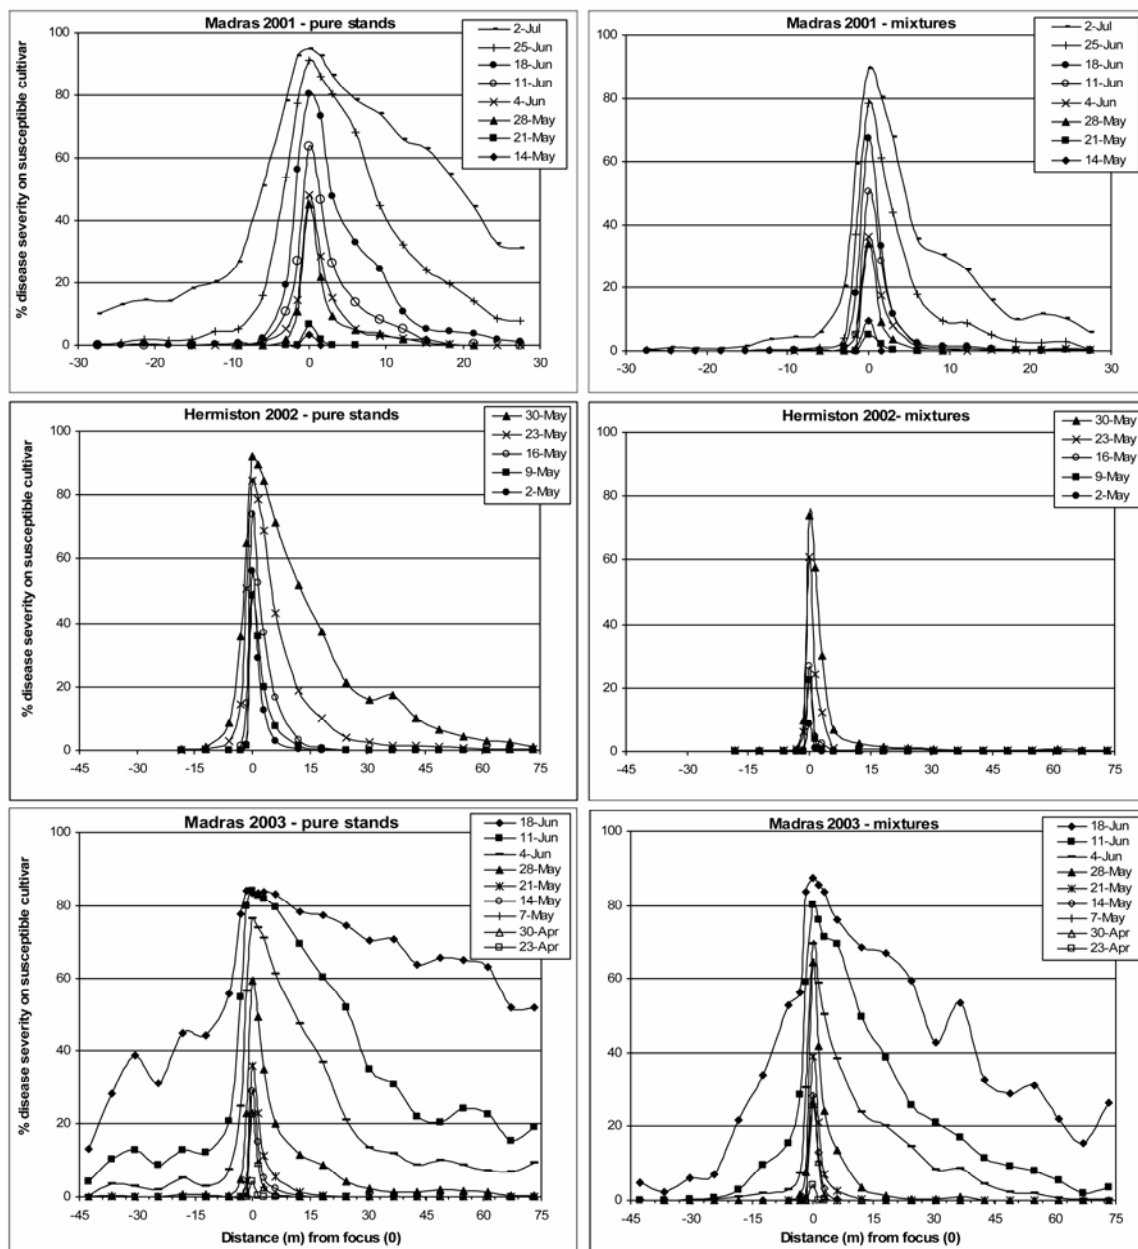 Madras 2001 - pure stands
% disease severity on susceptible cultivar
100
80
60
40
20
0
-30
-20
-10
0
10
20
30
2-Jul
25-Jun
18-Jun
11-Jun
4-Jun
28-May
21-May
14-May
Madras 2001 - mixtures
100
80
60
40
20
0
-30
-20
-10
0
10
20
30
2-Jul
25-Jun
18-Jun
11-Jun
4-Jun
28-May
21-May
14-May
Hermiston 2002 - pure stands
% disease severity on susceptible cultivar
100
80
60
40
20
0
-45
-30
-15
0
15
30
45
60
75
30-May
23-May
16-May
9-May
2-May
Hermiston 2002- mixtures
100
80
60
40
20
0
-45
-30
-15
0
15
30
45
60
75
30-May
23-May
16-May
9-May
2-May
Madras 2003 - pure stands
% disease severity on susceptible cultivar
100
80
60
40
20
0
-45
-30
-15
0
15
30
45
60
75
Distance (m) from focus (0)
18-Jun
11-Jun
4-Jun
28-May
21-May
14-May
7-May
30-Apr
23-Apr
Madras 2003 - mixtures
100
80
60
40
20
0
-45
-30
-15
0
15
30
45
60
75
Distance (m) from focus (0)
18-Jun
11-Jun
4-Jun
28-May
21-May
14-May
7-May
30-Apr
23-Apr